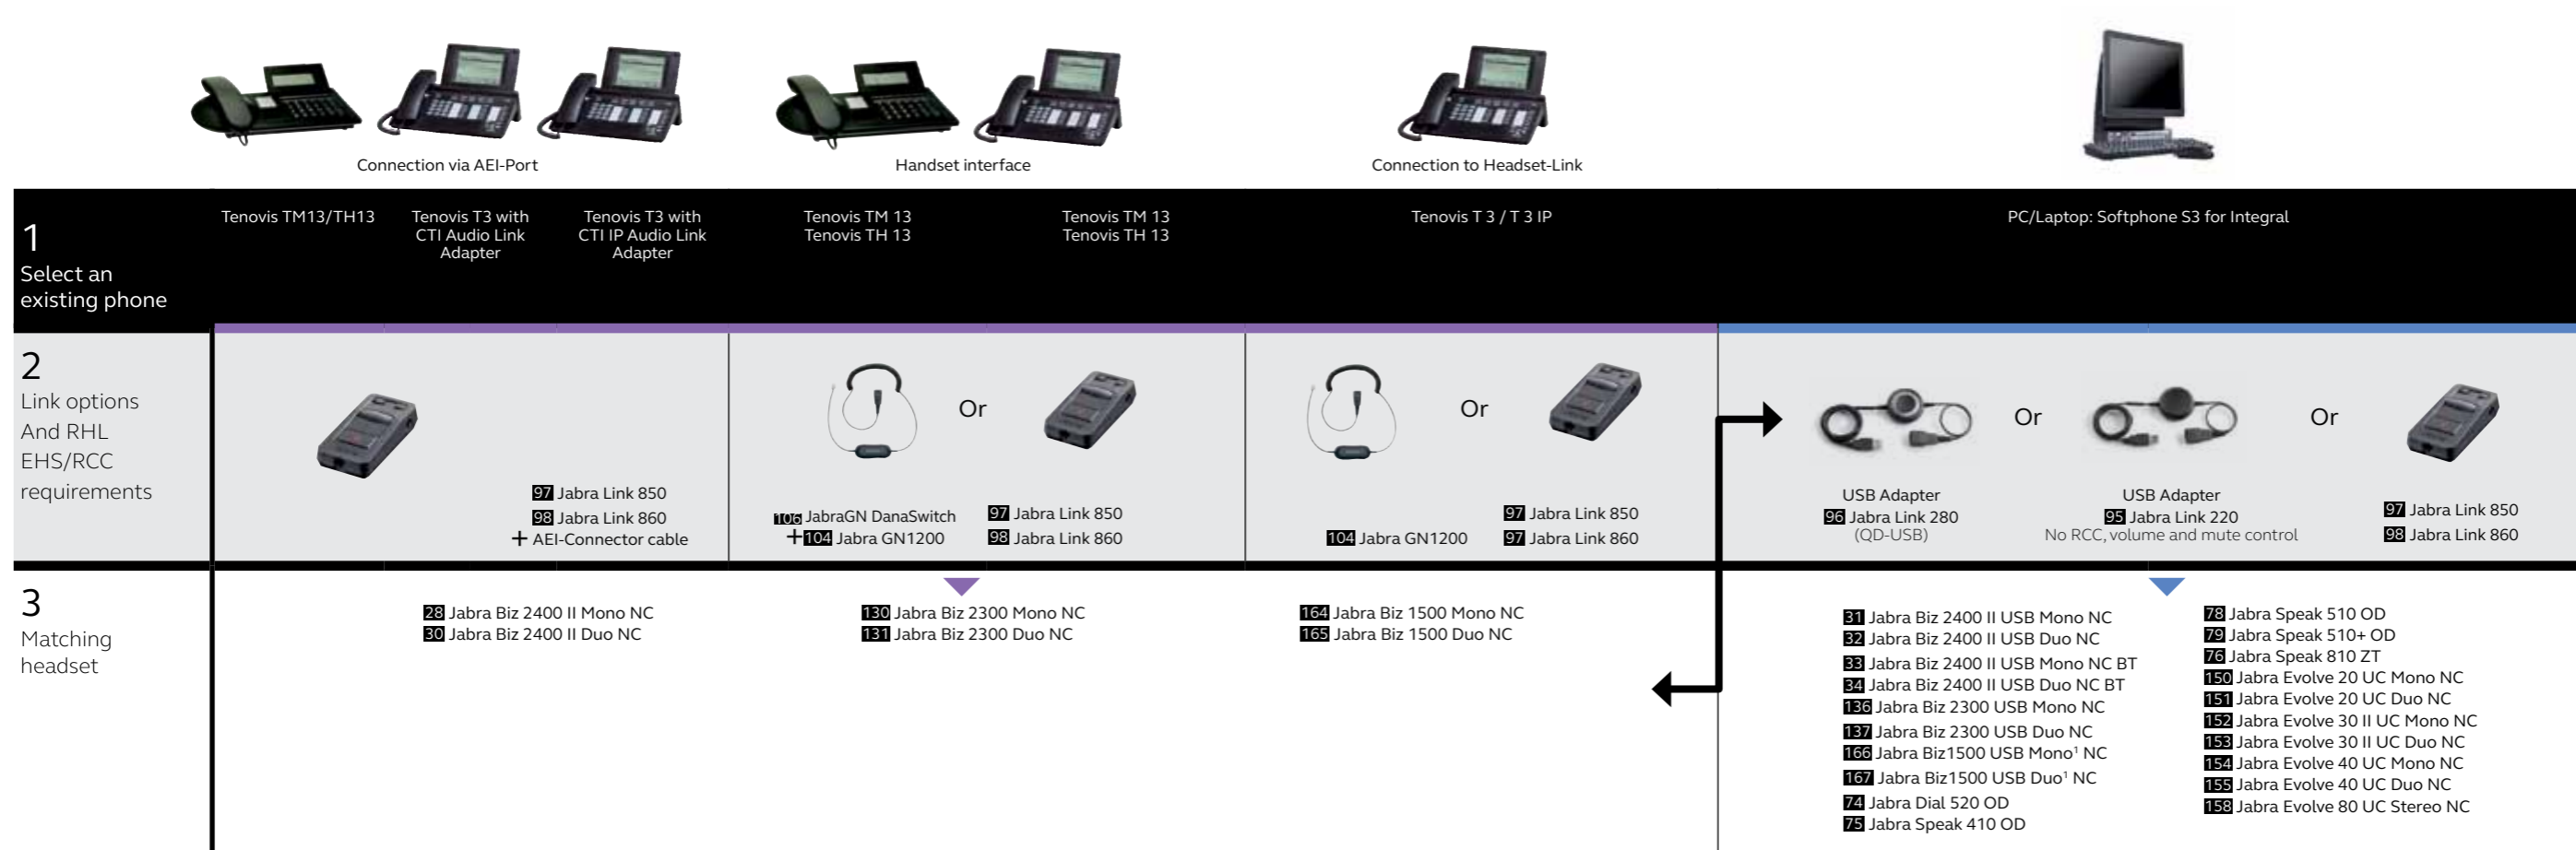 Connection via AEI-Port
Handset interface
Connection to Headset-Link
1
Select an
existing phone
Tenovis TM13/TH13
Tenovis T3 with
CTI Audio Link
Adapter
Tenovis T3 with
CTI IP Audio Link
Adapter
Tenovis TM 13
Tenovis TH 13
Tenovis TM 13
Tenovis TH 13
Tenovis T 3 / T 3 IP
PC/Laptop: Softphone S3 for Integral
2
Link options
And RHL
EHS/RCC
requirements
97 Jabra Link 850
98 Jabra Link 860
+ AEI-Connector cable
Or
106 JabraGN DanaSwitch
+104 Jabra GN1200
97 Jabra Link 850
98 Jabra Link 860
Or
104 Jabra GN1200
97 Jabra Link 850
97 Jabra Link 860
USB Adapter
96 Jabra Link 280
(QD-USB)
Or
USB Adapter
95 Jabra Link 220
No RCC, volume and mute control
Or
97 Jabra Link 850
98 Jabra Link 860
3
Matching
headset
28 Jabra Biz 2400 II Mono NC
30 Jabra Biz 2400 II Duo NC
130 Jabra Biz 2300 Mono NC
131 Jabra Biz 2300 Duo NC
164 Jabra Biz 1500 Mono NC
165 Jabra Biz 1500 Duo NC
31 Jabra Biz 2400 II USB Mono NC
32 Jabra Biz 2400 II USB Duo NC
33 Jabra Biz 2400 II USB Mono NC BT
34 Jabra Biz 2400 II USB Duo NC BT
136 Jabra Biz 2300 USB Mono NC
137 Jabra Biz 2300 USB Duo NC
166 Jabra Biz1500 USB Mono¹ NC
167 Jabra Biz1500 USB Duo¹ NC
74 Jabra Dial 520 OD
75 Jabra Speak 410 OD
78 Jabra Speak 510 OD
79 Jabra Speak 510+ OD
76 Jabra Speak 810 ZT
150 Jabra Evolve 20 UC Mono NC
151 Jabra Evolve 20 UC Duo NC
152 Jabra Evolve 30 II UC Mono NC
153 Jabra Evolve 30 II UC Duo NC
154 Jabra Evolve 40 UC Mono NC
155 Jabra Evolve 40 UC Duo NC
158 Jabra Evolve 80 UC Stereo NC